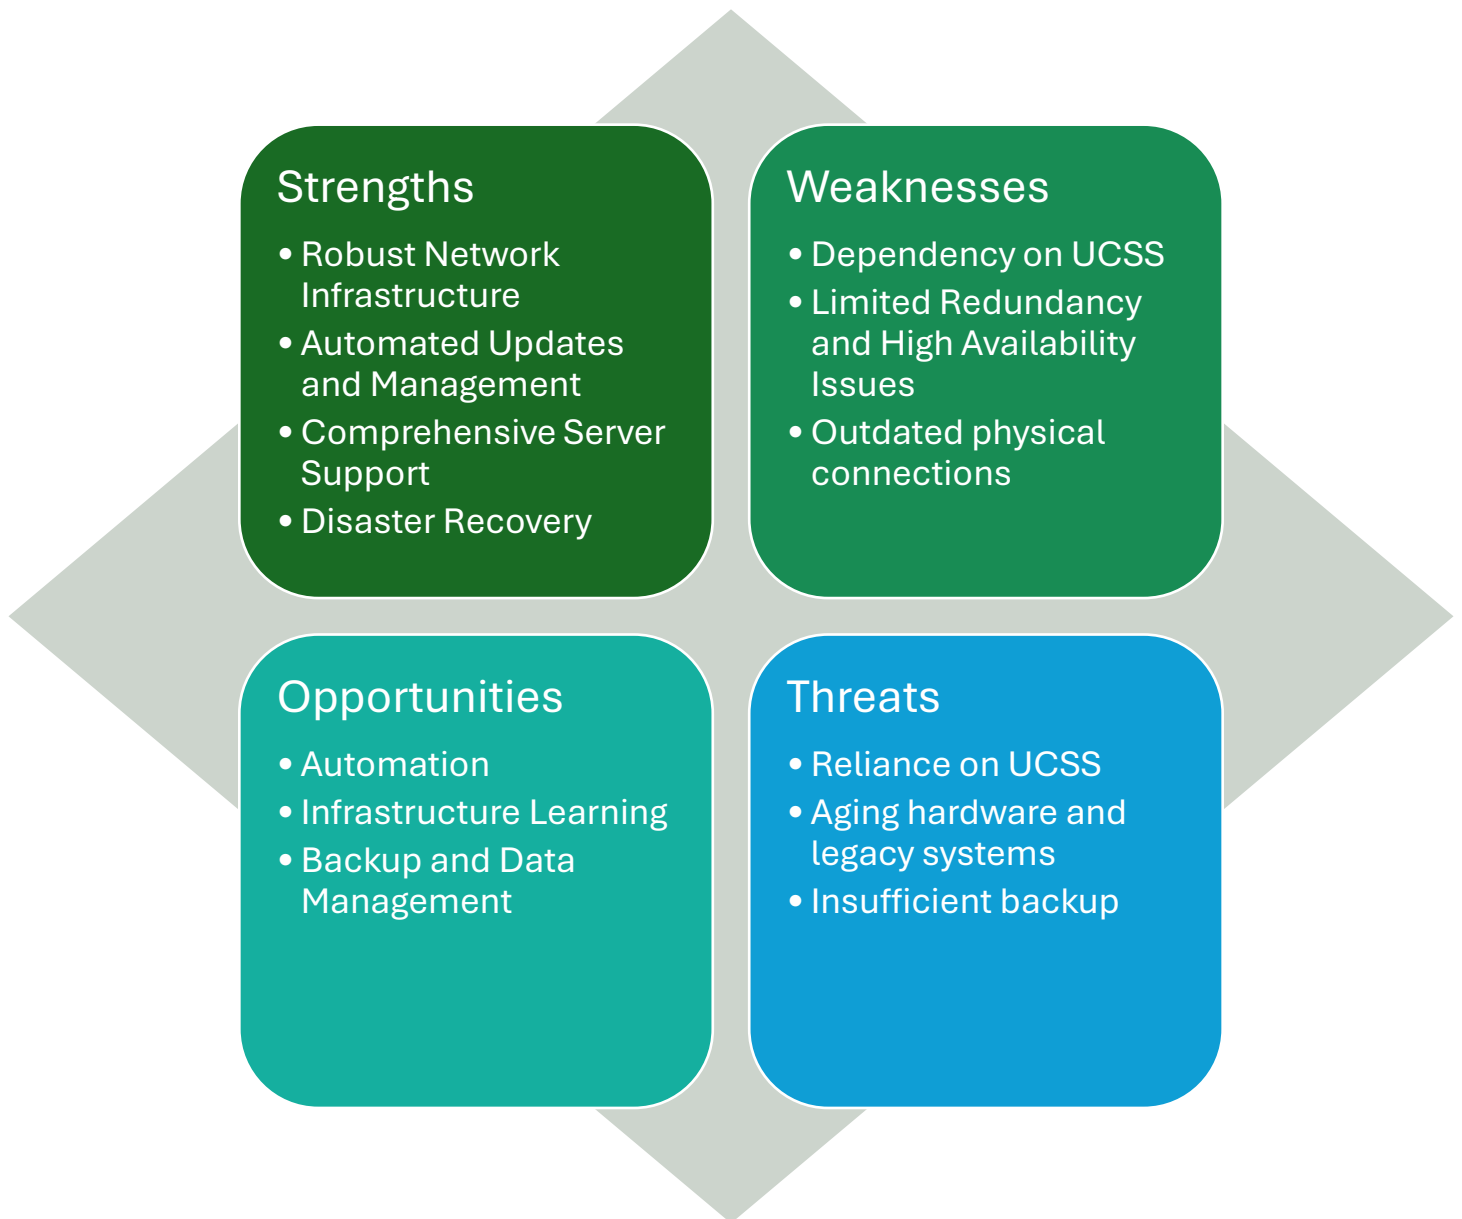 Strengths
• Robust Network
Infrastructure
• Automated Updates
and Management
• Comprehensive Server
Support
• Disaster Recovery
Weaknesses
• Dependency on UCSS
• Limited Redundancy
and High Availability
Issues
• Outdated physical
connections
Opportunities
• Automation
• Infrastructure Learning
• Backup and Data
Management
Threats
• Reliance on UCSS
• Aging hardware and
legacy systems
• Insufficient backup